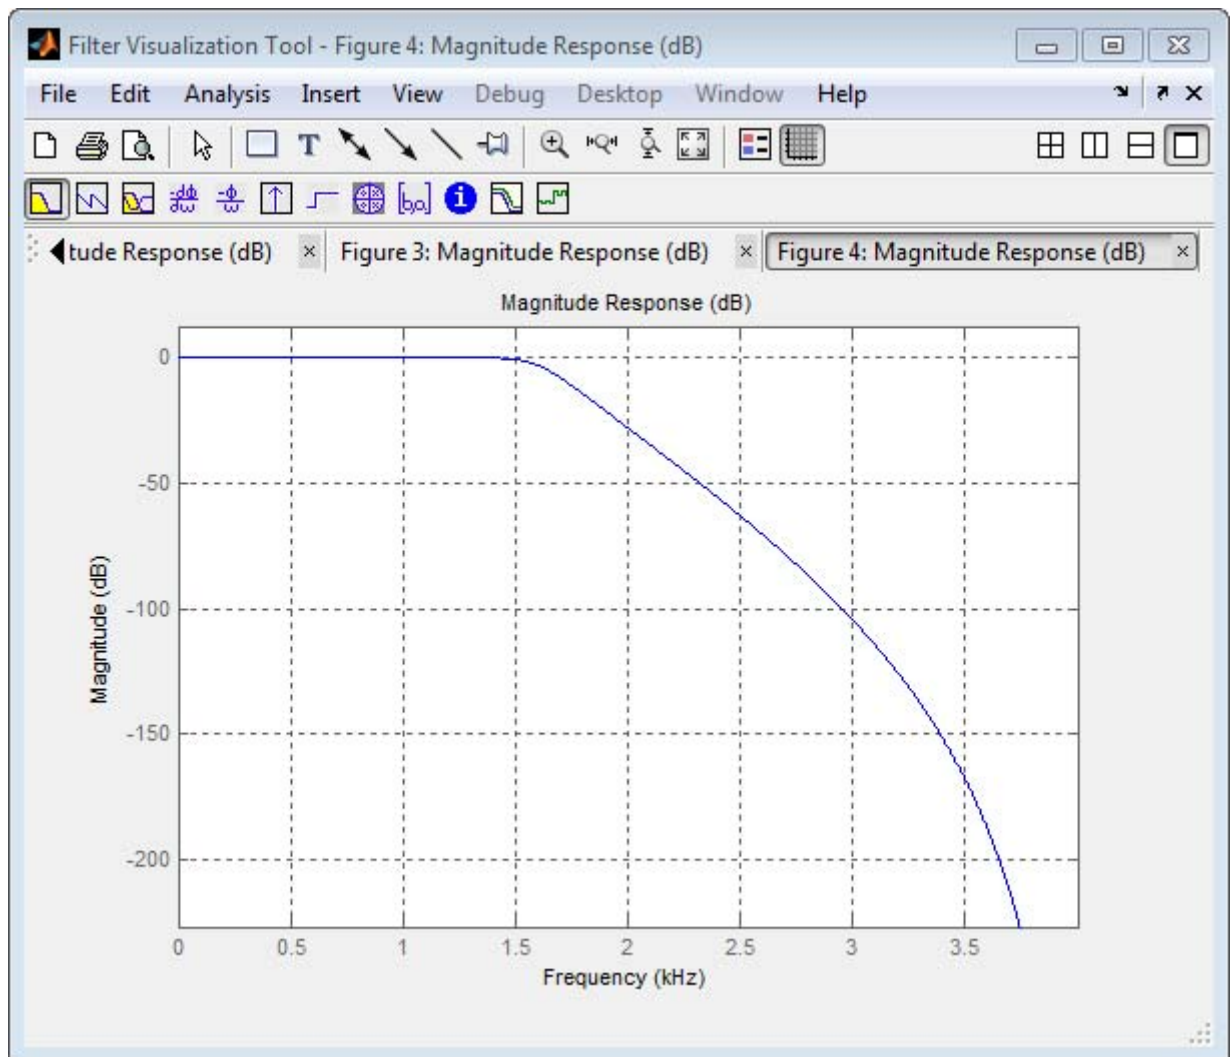 Filter Visualization Tool - Figure 4: Magnitude Response (dB)
File Edit Analysis Insert View Debug Desktop Window Help
tude Response (dB) Figure 3: Magnitude Response (dB) Figure 4: Magnitude Response (dB)
Magnitude Response (dB)
0
-50
-100
-150
-200
Magnitude (dB)
0 0.5 1 1.5 2 2.5 3 3.5
Frequency (kHz)